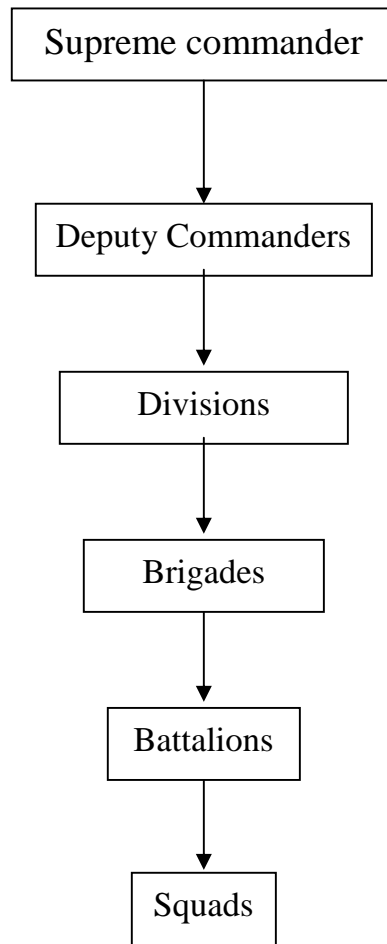 Supreme commander
Deputy Commanders
Divisions
Brigades
Battalions
Squads